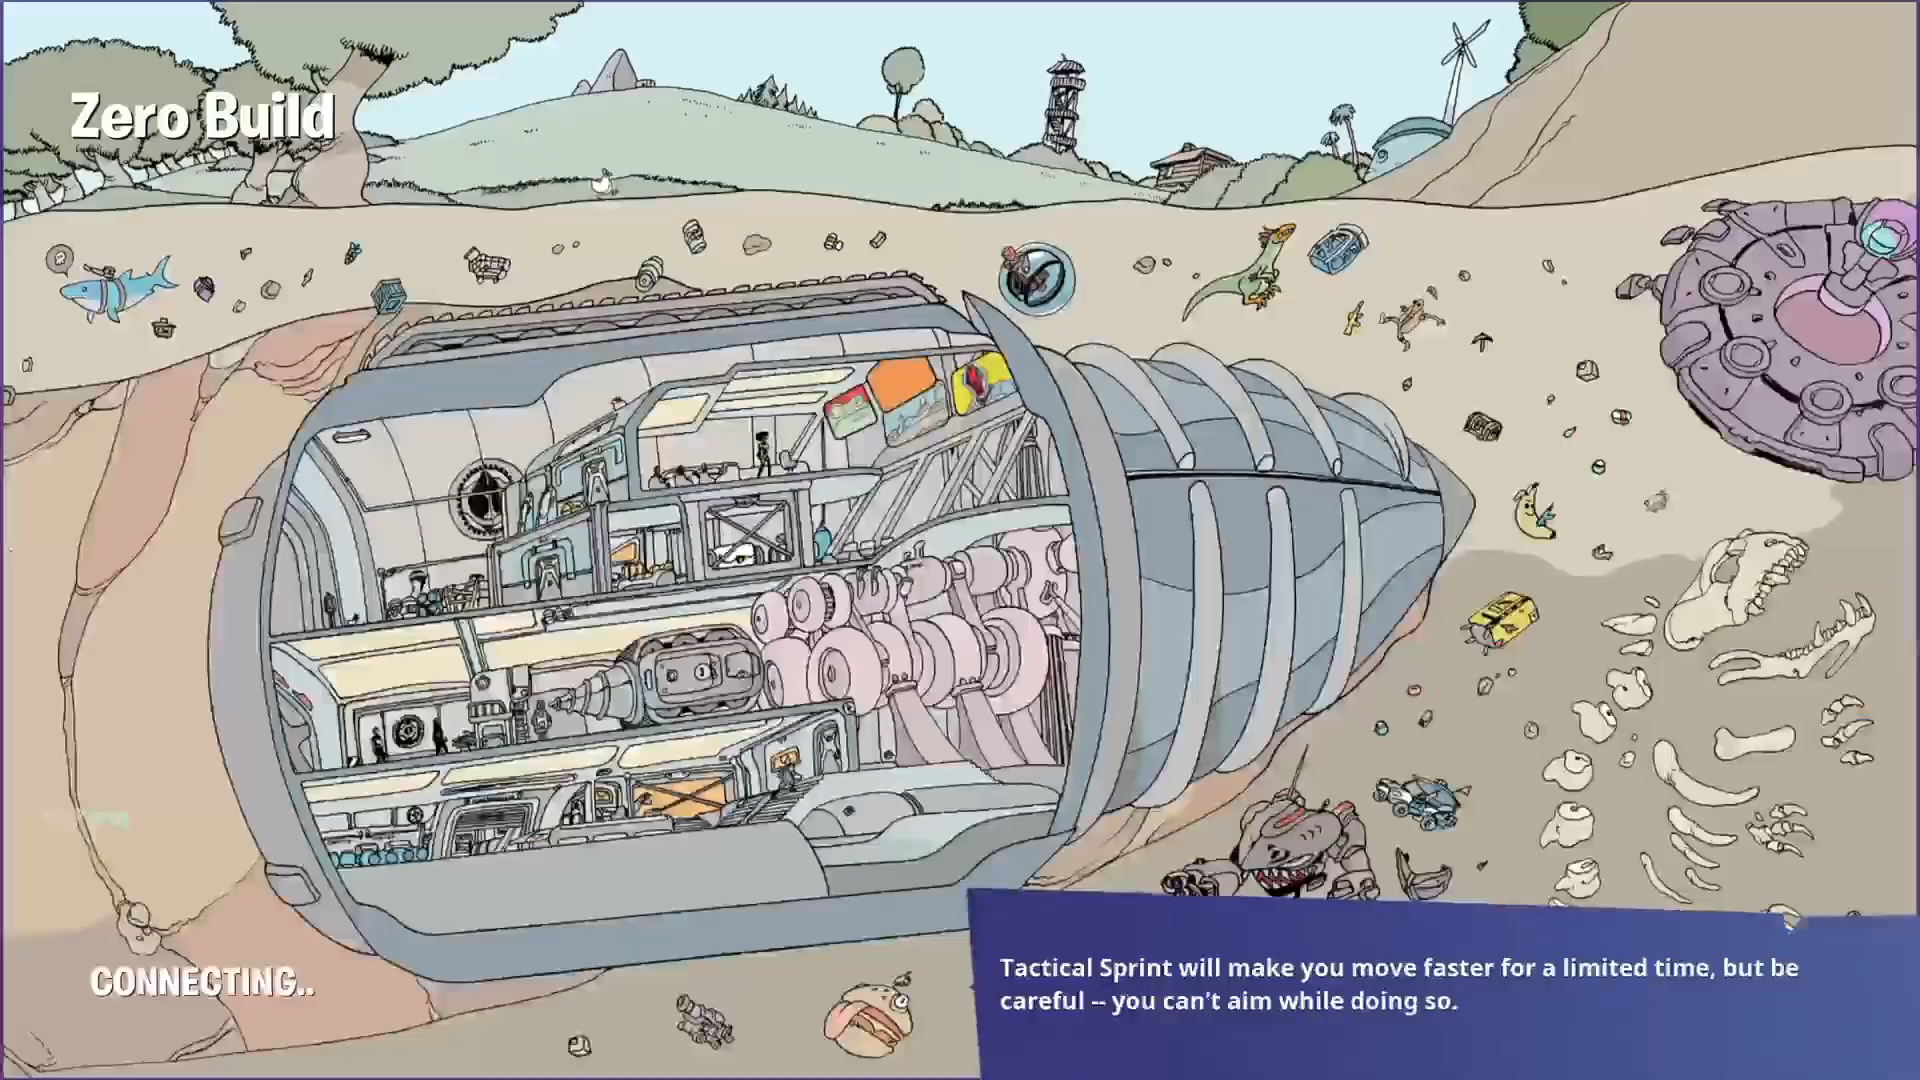 Zero Build
CONNECTING..
Tactical Sprint will make you move faster for a limited time, but be
careful -- you can't aim while doing so.